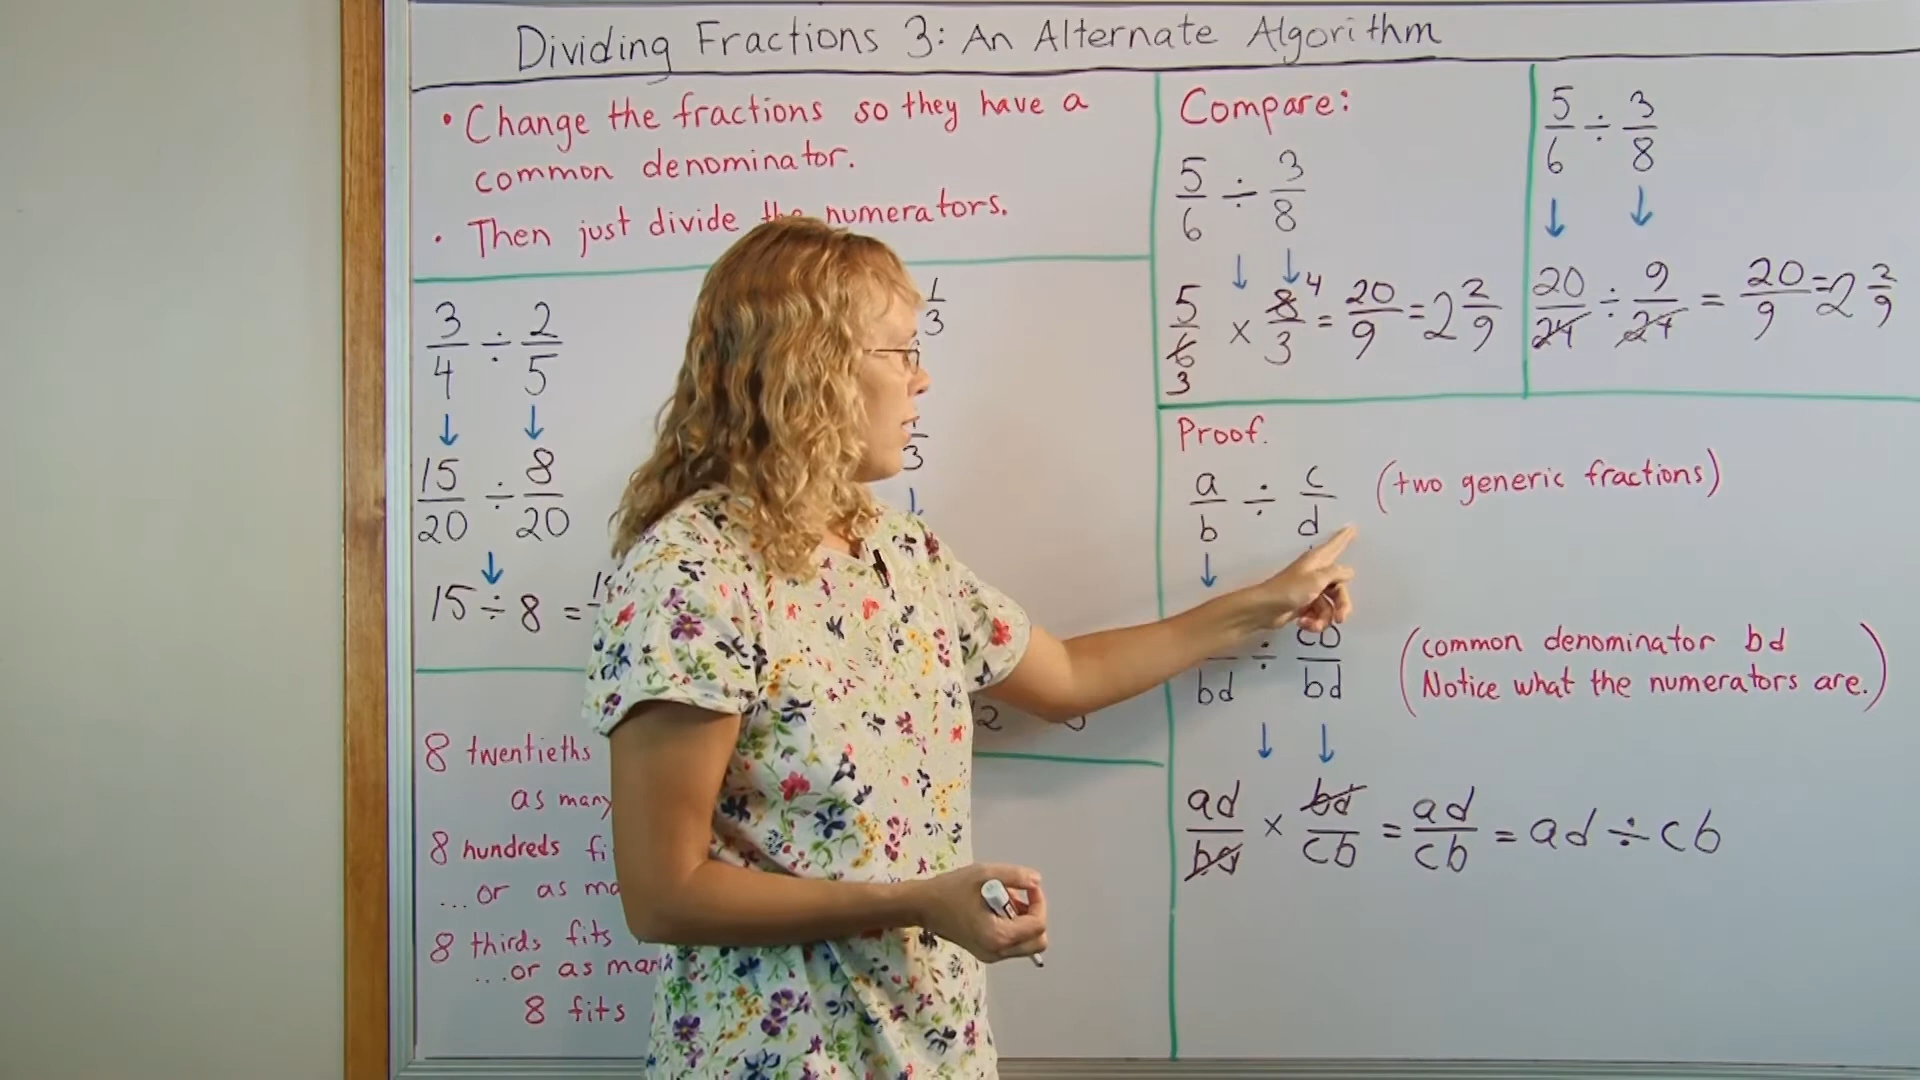 Dividing Fractions 3: An Alternate Algorithm
• Change the fractions so they have a
common denominator.
• Then just divide the numerators.
3/4 ÷ 2/5
↓ ↓
15/20 ÷ 8/20
↓
15 ÷ 8 =
1/3
3
↓
8 twentieths
as many
8 hundreds
...or as
8 thirds fits
...or as many
8 fits
Compare:
5/6 ÷ 3/8
↓ ↓
5/6 3 × 8 4/3 = 20/9 = 2 2/9
5/6 ÷ 3/8
↓ ↓
20/24 ÷ 9/24 = 20/9 = 2 2/9
Proof.
a/b ÷ c/d (two generic fractions)
↓
bd ÷ cb/bd
(common denominator bd
Notice what the numerators are.)
↓ ↓
ad/bd × bd/cb = ad/cb = ad ÷ cb